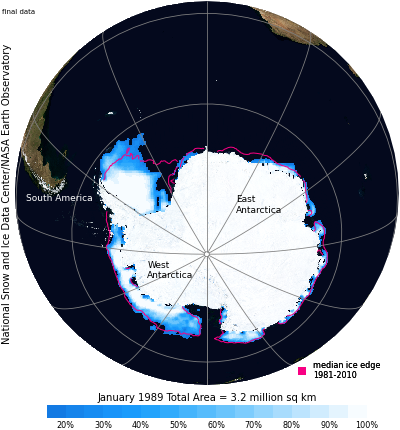 final data
National Snow and Ice Data Center/NASA Earth Observatory
South America
East
Antarctica
West
Antarctica
median ice edge
1981-2010
January 1989 Total Area = 3.2 million sq km
20% 30% 40% 50% 60% 70% 80% 90% 100%